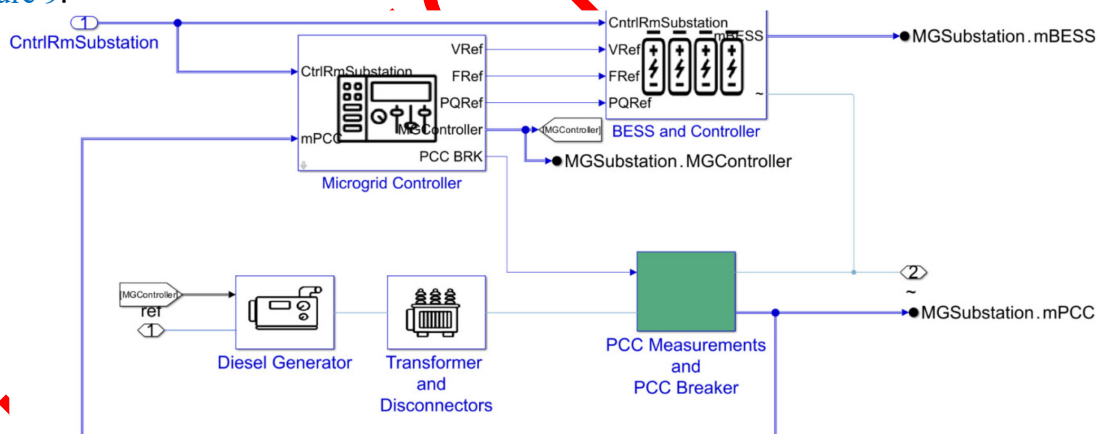 ure 9.
1
CntrlRmSubstation
CntrlRmSubstation
mBESS
VRef
FRef
PQRef
~
BESS and Controller
MGSubstation.mBESS
CtrlRmSubstation
mPCC
VRef
FRef
PQRef
MGController
PCC BRK
Microgrid Controller
[MGController]
MGSubstation.MGController
[MGController]
ref
1
Diesel Generator
Transformer
and
Disconnectors
PCC Measurements
and
PCC Breaker
2
~
MGSubstation.mPCC